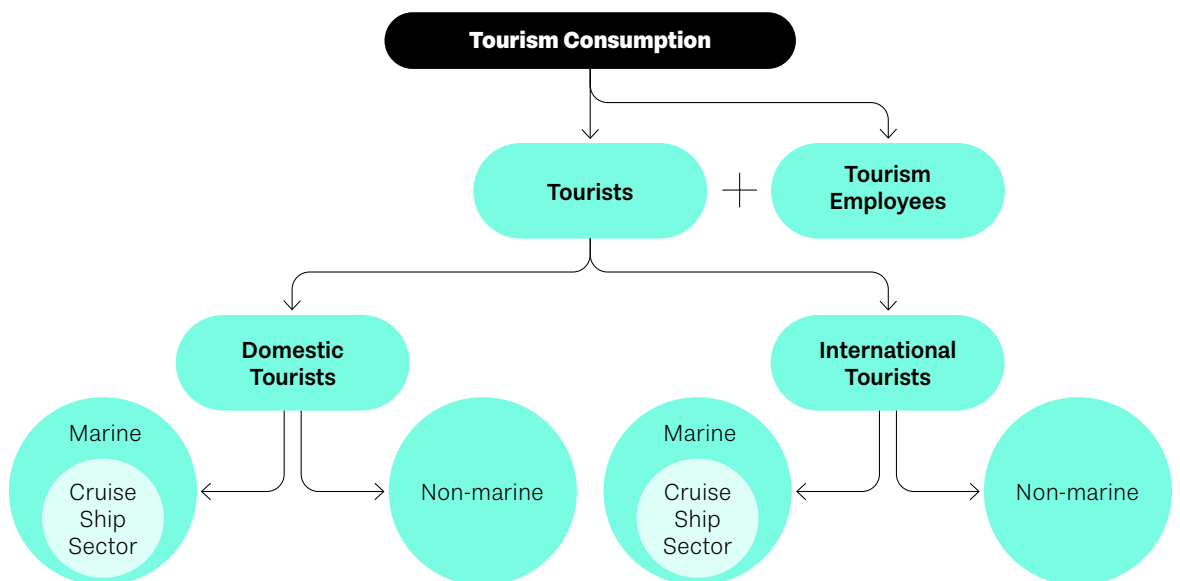 Tourism Consumption
Tourists
Tourism
Employees
Domestic
Tourists
International
Tourists
Marine
Cruise
Ship
Sector
Non-marine
Marine
Cruise
Ship
Sector
Non-marine